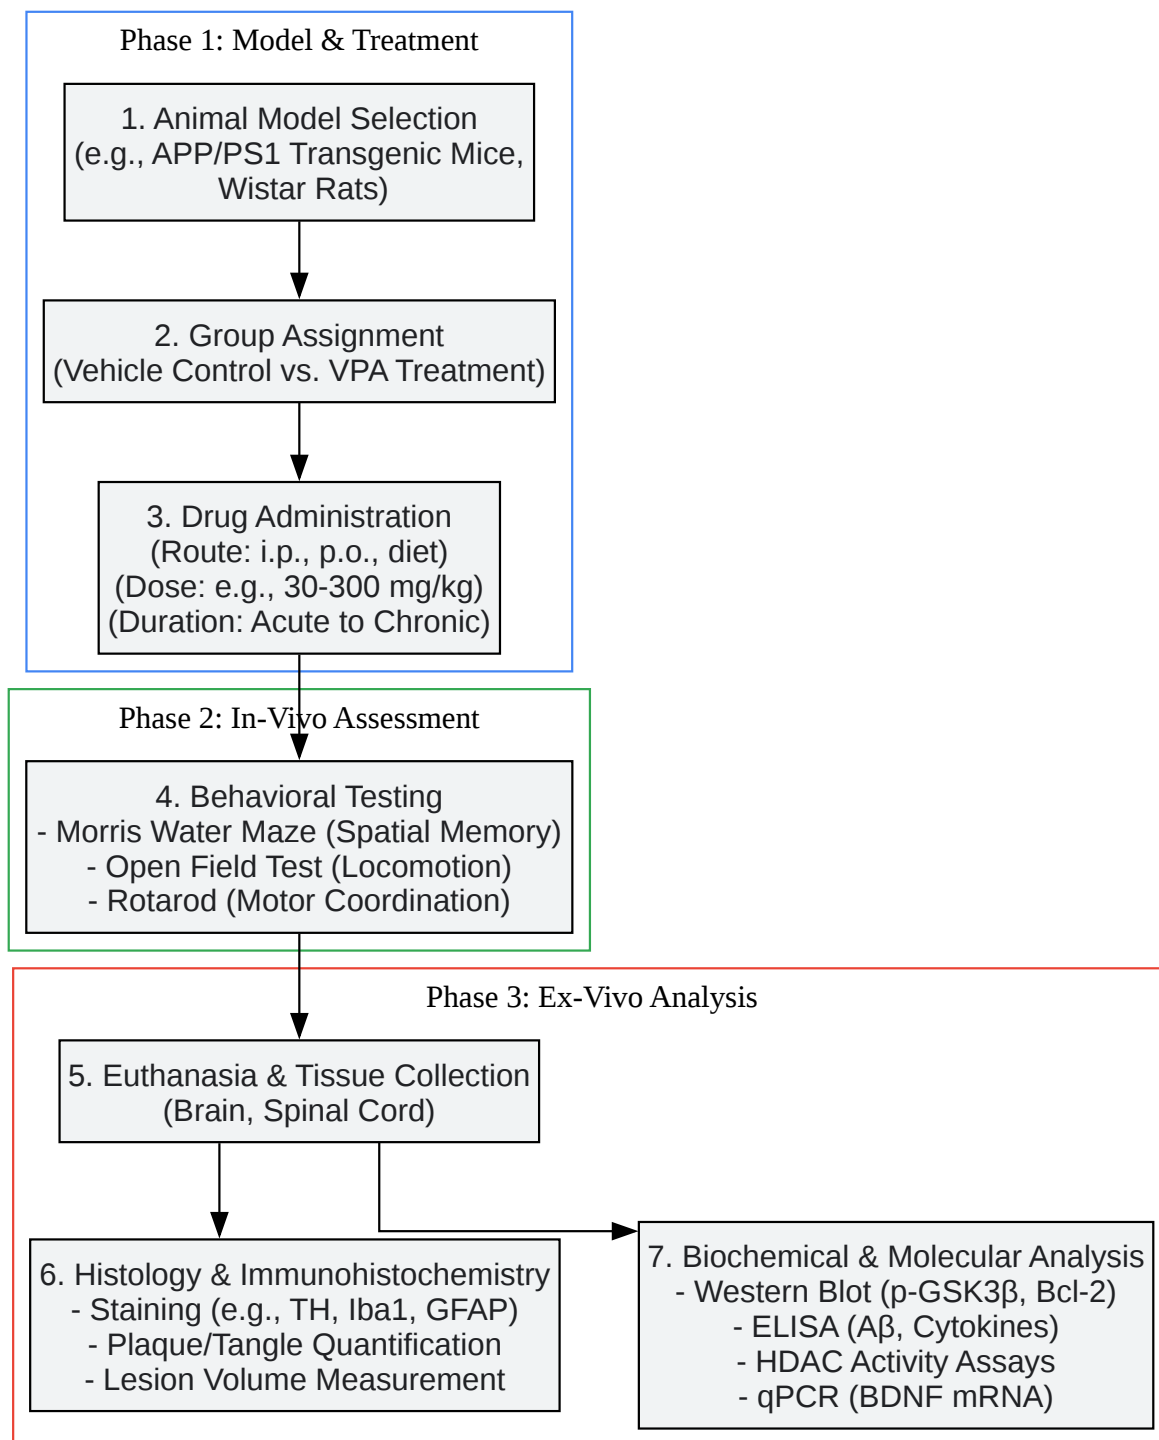 Phase 1: Model & Treatment
1. Animal Model Selection
(e.g., APP/PS1 Transgenic Mice,
Wistar Rats)
2. Group Assignment
(Vehicle Control vs. VPA Treatment)
3. Drug Administration
(Route: i.p., p.o., diet)
(Dose: e.g., 30-300 mg/kg)
(Duration: Acute to Chronic)
Phase 2: In-Vivo Assessment
4. Behavioral Testing
- Morris Water Maze (Spatial Memory)
- Open Field Test (Locomotion)
- Rotarod (Motor Coordination)
Phase 3: Ex-Vivo Analysis
5. Euthanasia & Tissue Collection
(Brain, Spinal Cord)
6. Histology & Immunohistochemistry
- Staining (e.g., TH, Iba1, GFAP)
- Plaque/Tangle Quantification
- Lesion Volume Measurement
7. Biochemical & Molecular Analysis
- Western Blot (p-GSK3β, Bcl-2)
- ELISA (Aβ, Cytokines)
- HDAC Activity Assays
- qPCR (BDNF mRNA)